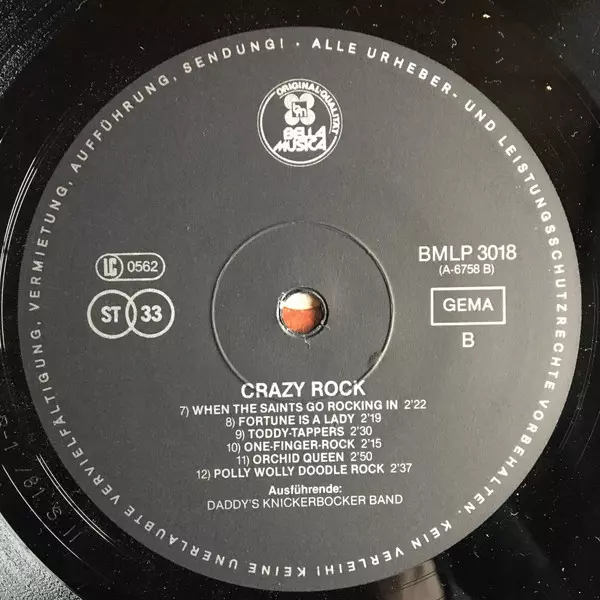 ALLE URHEBER- UND LEISTUNGSSCHUTZRECHTE VORBEHALTEN. KEIN VERLEIH! KEINE UNERLAUBTE VERVIELFÄLTIGUNG, VERMIETUNG, AUFFÜHRUNG, SENDUNG! ·
ORIGINAL-QUALITÄT
bm
BELLA
MUSICA
LC 0562
ST 33
BMLP 3018
(A-6758 B)
GEMA
B
CRAZY ROCK
7) WHEN THE SAINTS GO ROCKING IN 2'22
8) FORTUNE IS A LADY 2'19
9) TODDY-TAPPERS 2'30
10) ONE-FINGER-ROCK 2'15
11) ORCHID QUEEN 2'50
12) POLLY WOLLY DOODLE ROCK 2'37
Ausführende:
DADDY'S KNICKERBOCKER BAND